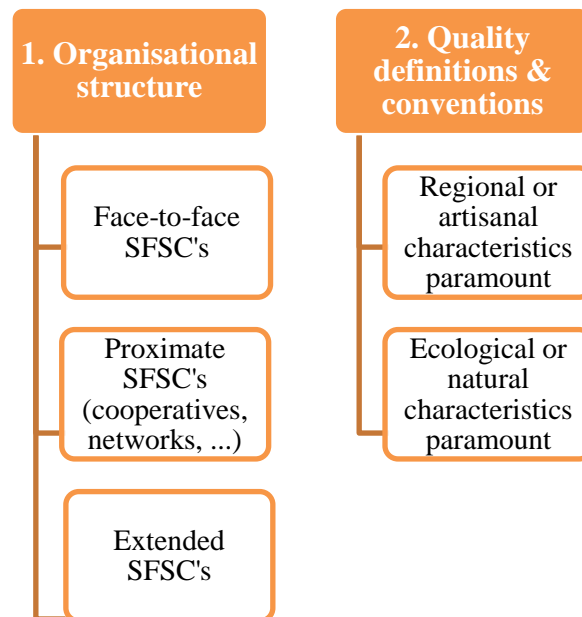 1. Organisational
structure
Face-to-face
SFSC's
Proximate
SFSC's
(cooperatives,
networks, ...)
Extended
SFSC's
2. Quality
definitions &
conventions
Regional or
artisanal
characteristics
paramount
Ecological or
natural
characteristics
paramount